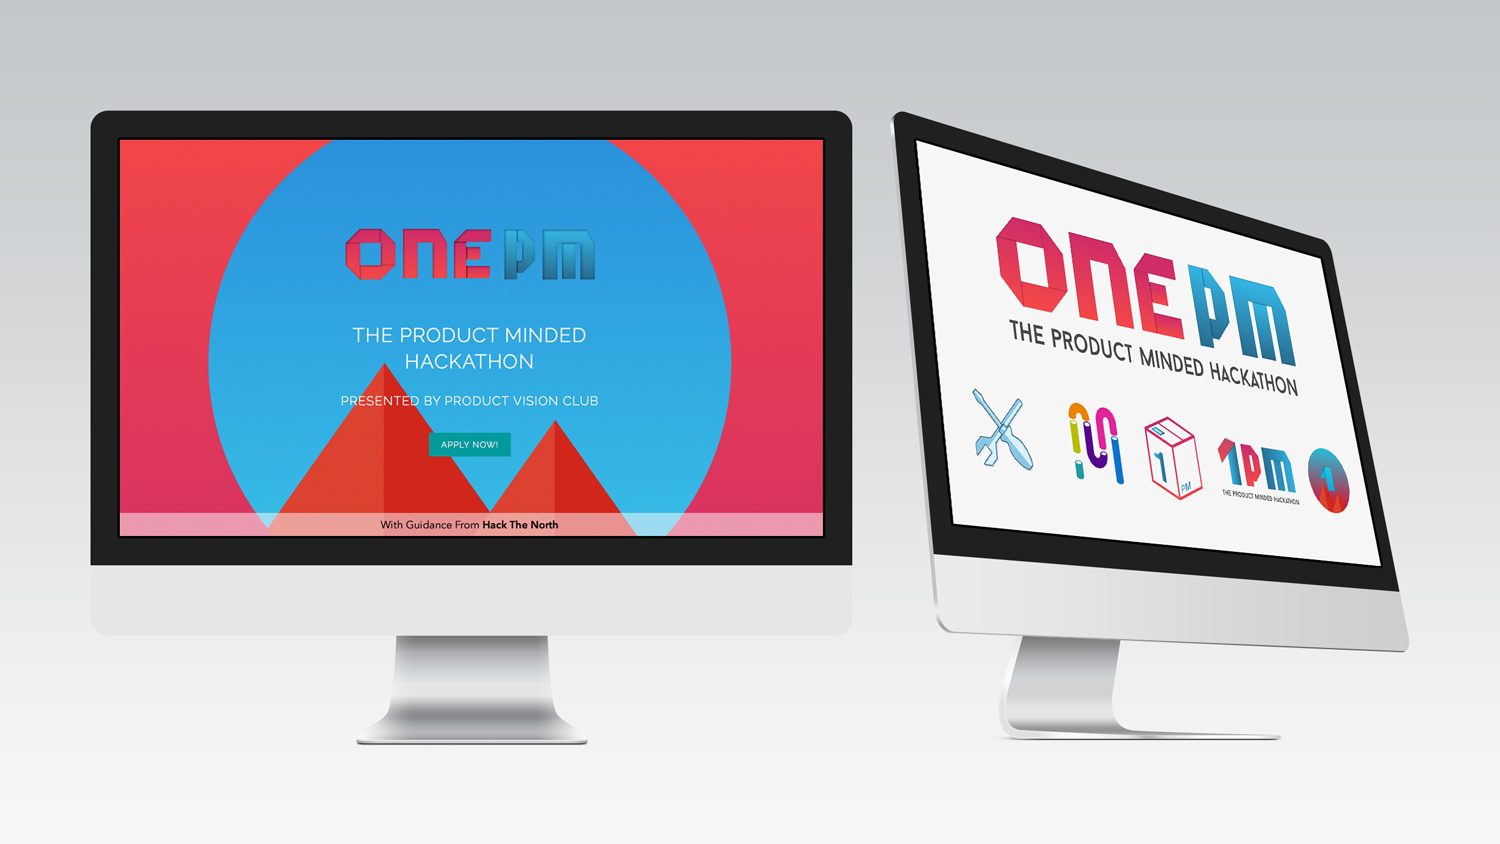 ONE PM
THE PRODUCT MINDED
HACKATHON
PRESENTED BY PRODUCT VISION CLUB
APPLY NOW!
With Guidance From Hack The North
ONE PM
THE PRODUCT MINDED HACKATHON
1
PM
1PM
THE PRODUCT MINDED HACKATHON
1